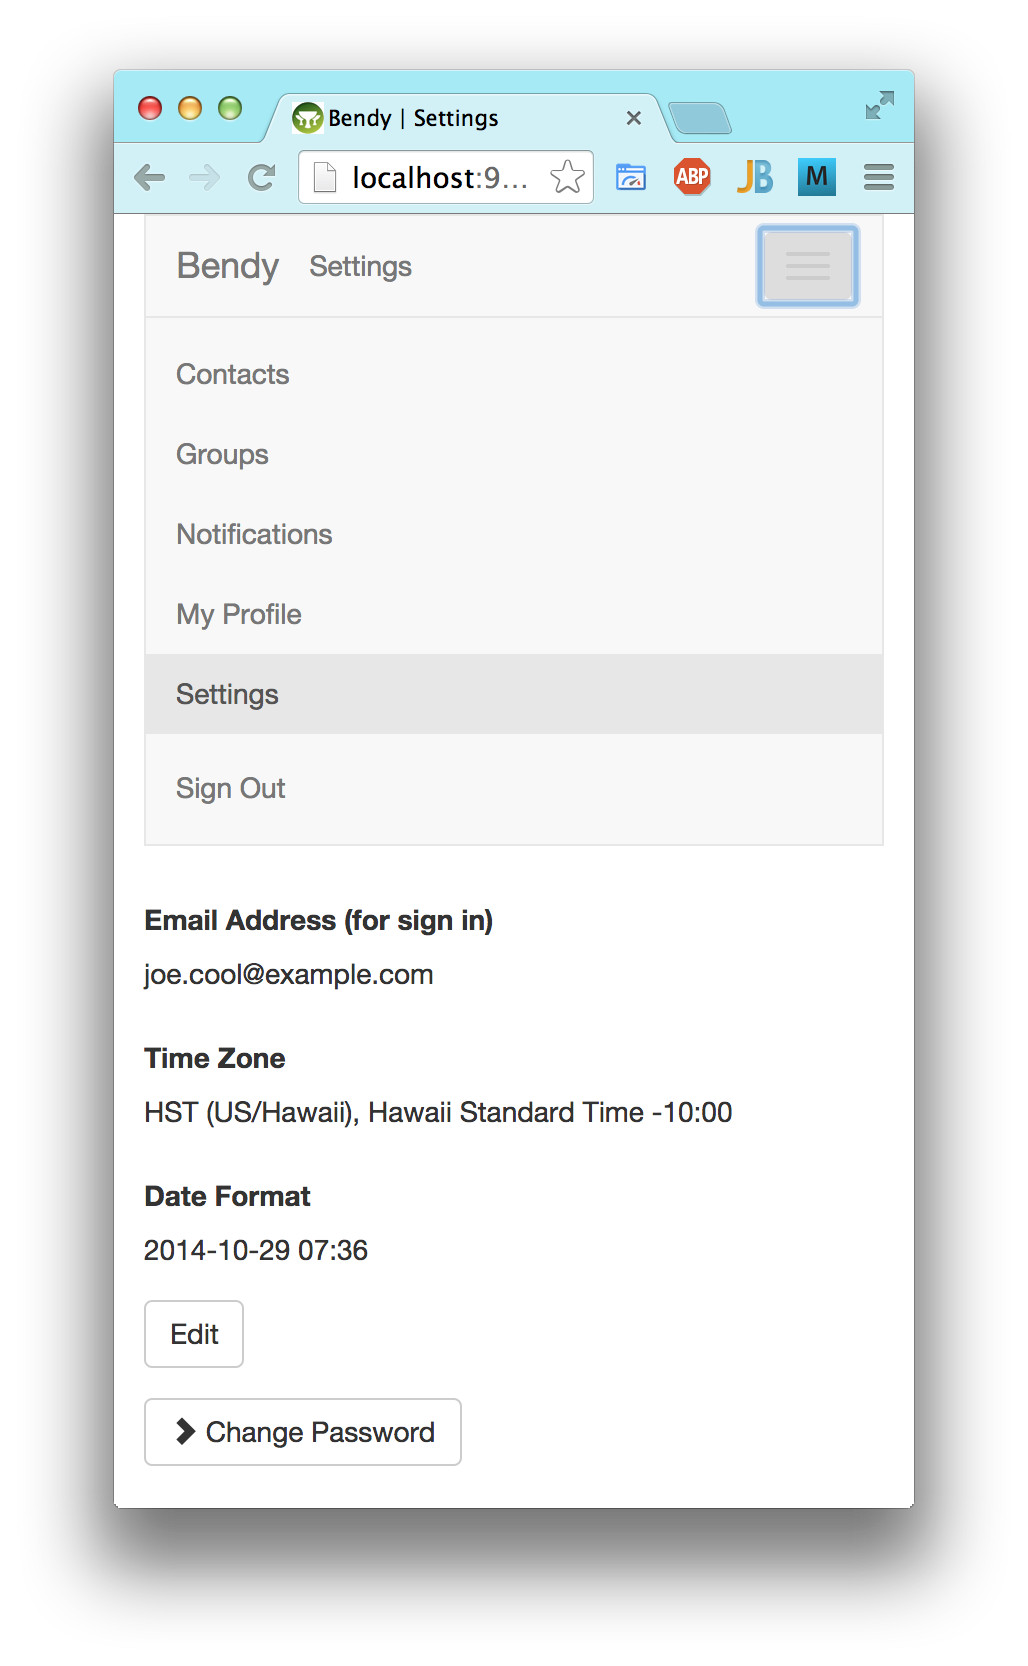 Bendy | Settings
localhost:9...
ABP
JB
M
Bendy Settings
Contacts
Groups
Notifications
My Profile
Settings
Sign Out
Email Address (for sign in)
joe.cool@example.com
Time Zone
HST (US/Hawaii), Hawaii Standard Time -10:00
Date Format
2014-10-29 07:36
Edit
Change Password